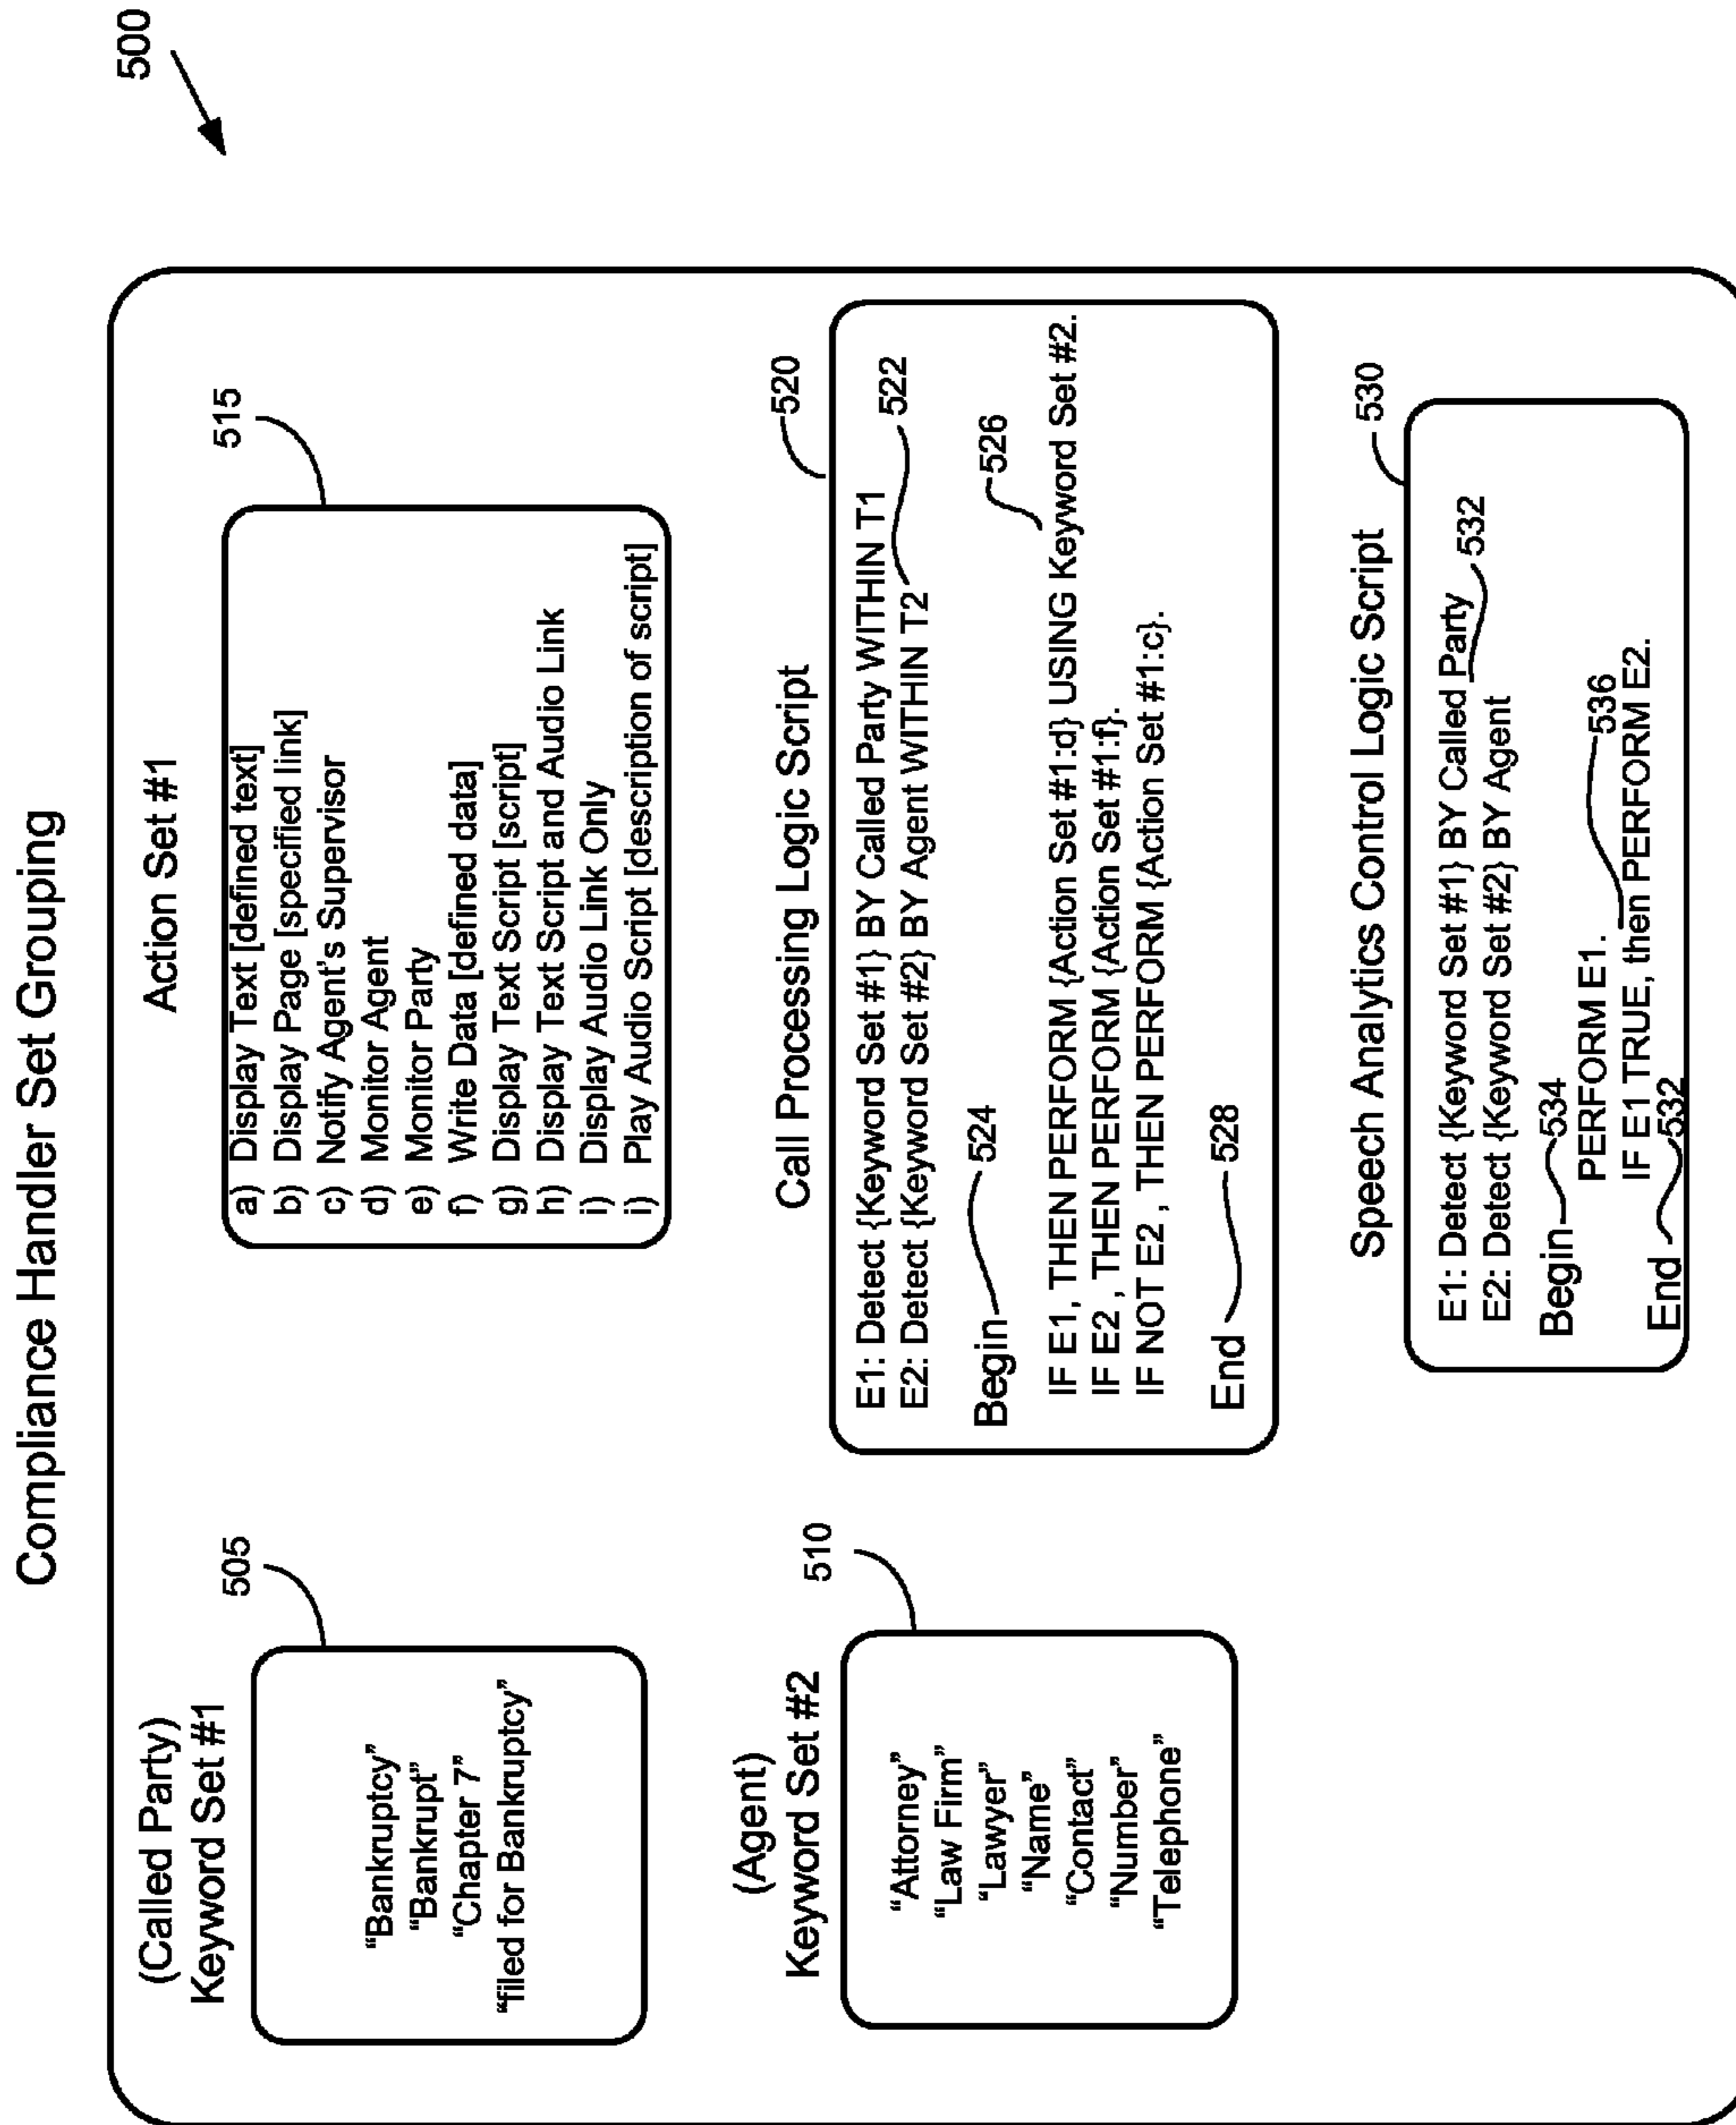 Compliance Handler Set Grouping
500
(Called Party)
Keyword Set #1
505
“Bankruptcy”
“Bankrupt”
“Chapter 7”
“filed for Bankruptcy”
(Agent)
Keyword Set #2
510
“Attorney”
“Law Firm”
“Lawyer”
“Name”
“Contact”
“Number”
“Telephone”
Action Set #1
515
a) Display Text [defined text]
b) Display Page [specified link]
c) Notify Agent's Supervisor
d) Monitor Agent
e) Monitor Party
f) Write Data [defined data]
g) Display Text Script [script]
h) Display Text Script and Audio Link
i) Display Audio Link Only
i) Play Audio Script [description of script]
Call Processing Logic Script
520
E1: Detect {Keyword Set #1} BY Called Party WITHIN T1
E2: Detect {Keyword Set #2} BY Agent WITHIN T2
522
Begin
524
526
IF E1, THEN PERFORM {Action Set #1:d} USING Keyword Set #2.
IF E2 , THEN PERFORM {Action Set #1:f}.
IF NOT E2 , THEN PERFORM {Action Set #1:c}.
End
528
Speech Analytics Control Logic Script
530
E1: Detect {Keyword Set #1} BY Called Party
E2: Detect {Keyword Set #2} BY Agent
532
Begin
534
PERFORM E1.
536
IF E1 TRUE, then PERFORM E2.
End
532